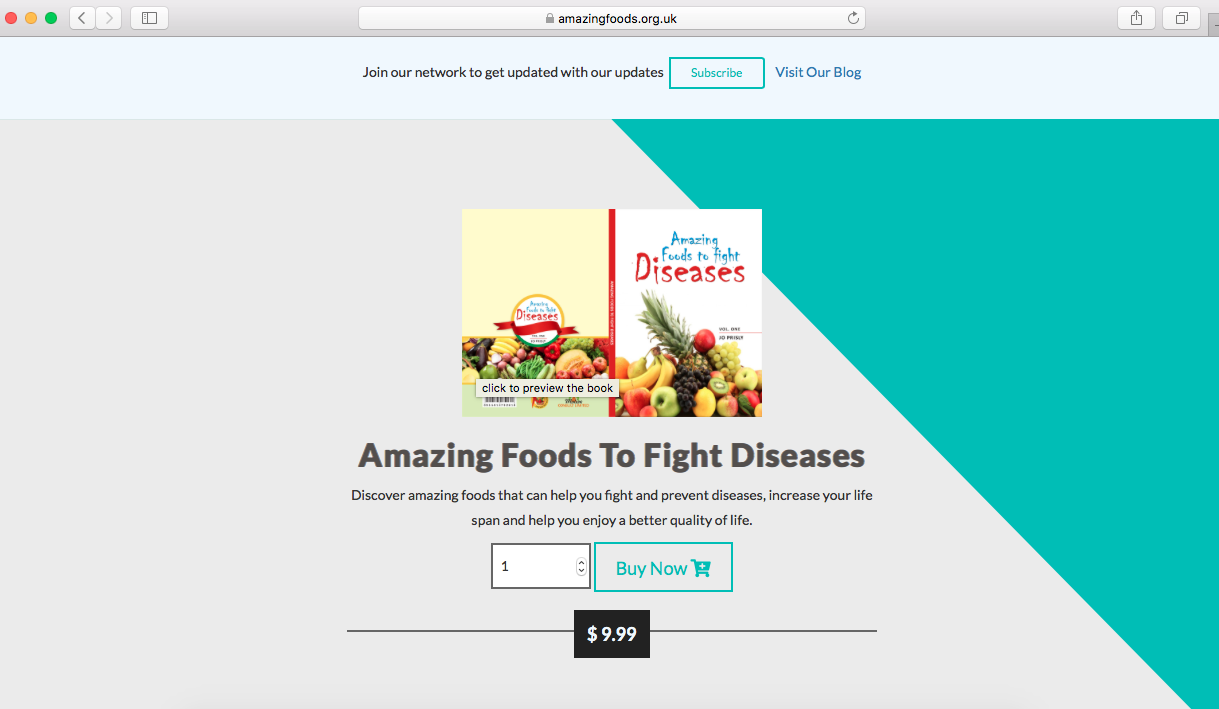 amazingfoods.org.uk
Join our network to get updated with our updates Subscribe Visit Our Blog
Amazing
Foods to fight
Diseases
VOL. ONE
JO PRISLY
Amazing
Foods to fight
Diseases
JO PRISLY
click to preview the book
Amazing Foods To Fight Diseases
Discover amazing foods that can help you fight and prevent diseases, increase your life
span and help you enjoy a better quality of life.
1 Buy Now
$ 9.99